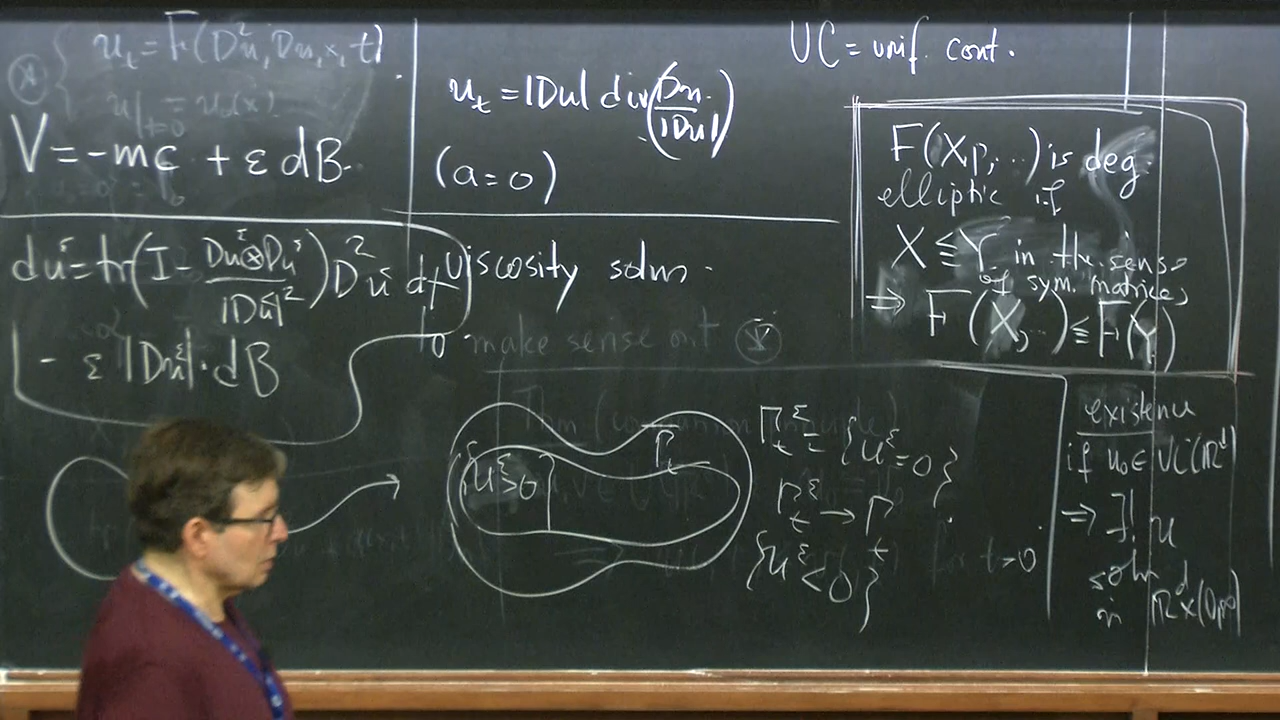 u_t = F(D²u, Du, x, t).
u|_{t=0} = u_0(x).
V = -mc + ε dB.
du^ε = tr(I - Du^ε⊗Du^ε / |Du^ε|²) D²u^ε dt
- ε |Du^ε|·dB
u_t = |Du| div(Du / |Du|)
(a=0)
viscosity soln.
to make sense out ⊛
{u^ε>0}
Γ_t
Γ_t^ε = {u^ε=0}
Γ_t^ε → Γ_t
{u^ε<0}
for t>0
UC = unif. cont.
F(X,p,...) is deg.
elliptic if
X ≤ Y in the sense
of sym. matrices
⇒ F(X,...) ≤ F(Y)
existence
if u_0 ∈ UC(ℝ^d)
⇒ ∃! u
soln
in ℝ^d×(0,∞)